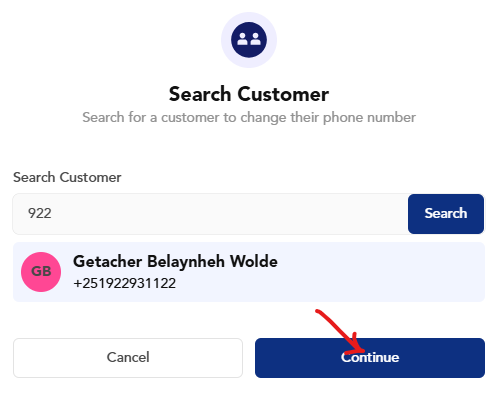 Search Customer
Search for a customer to change their phone number
Search Customer
922
Search
GB
Getacher Belaynheh Wolde
+251922931122
Cancel
Continue